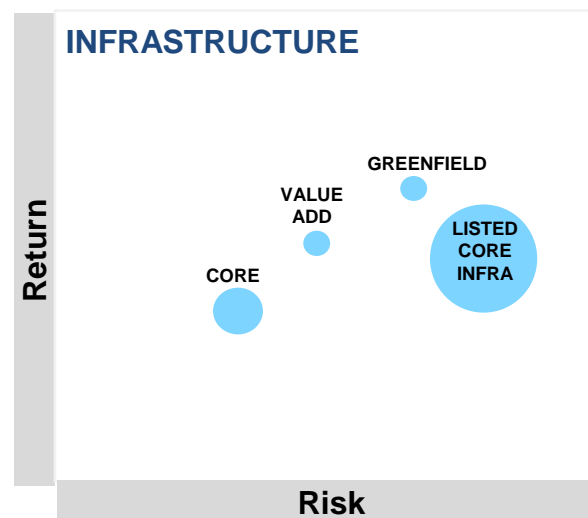 INFRASTRUCTURE
GREENFIELD
VALUE
ADD
LISTED
CORE
INFRA
CORE
Return
Risk